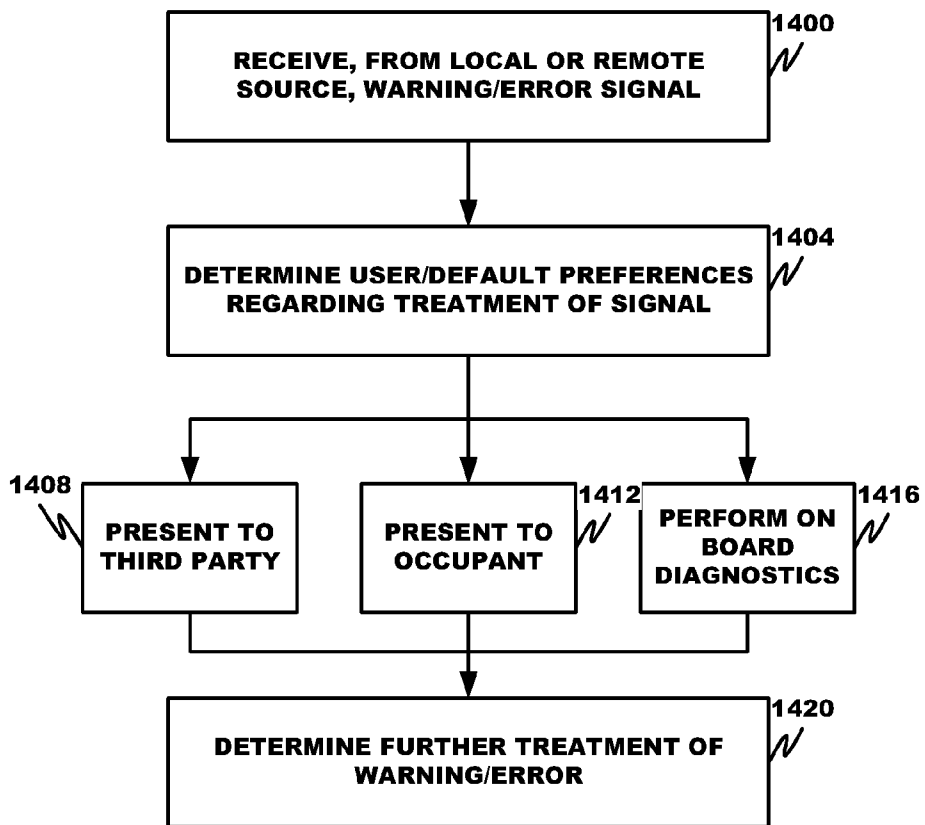 1400
RECEIVE, FROM LOCAL OR REMOTE
SOURCE, WARNING/ERROR SIGNAL
1404
DETERMINE USER/DEFAULT PREFERENCES
REGARDING TREATMENT OF SIGNAL
1408
PRESENT TO
THIRD PARTY
1412
PRESENT TO
OCCUPANT
1416
PERFORM ON
BOARD
DIAGNOSTICS
1420
DETERMINE FURTHER TREATMENT OF
WARNING/ERROR